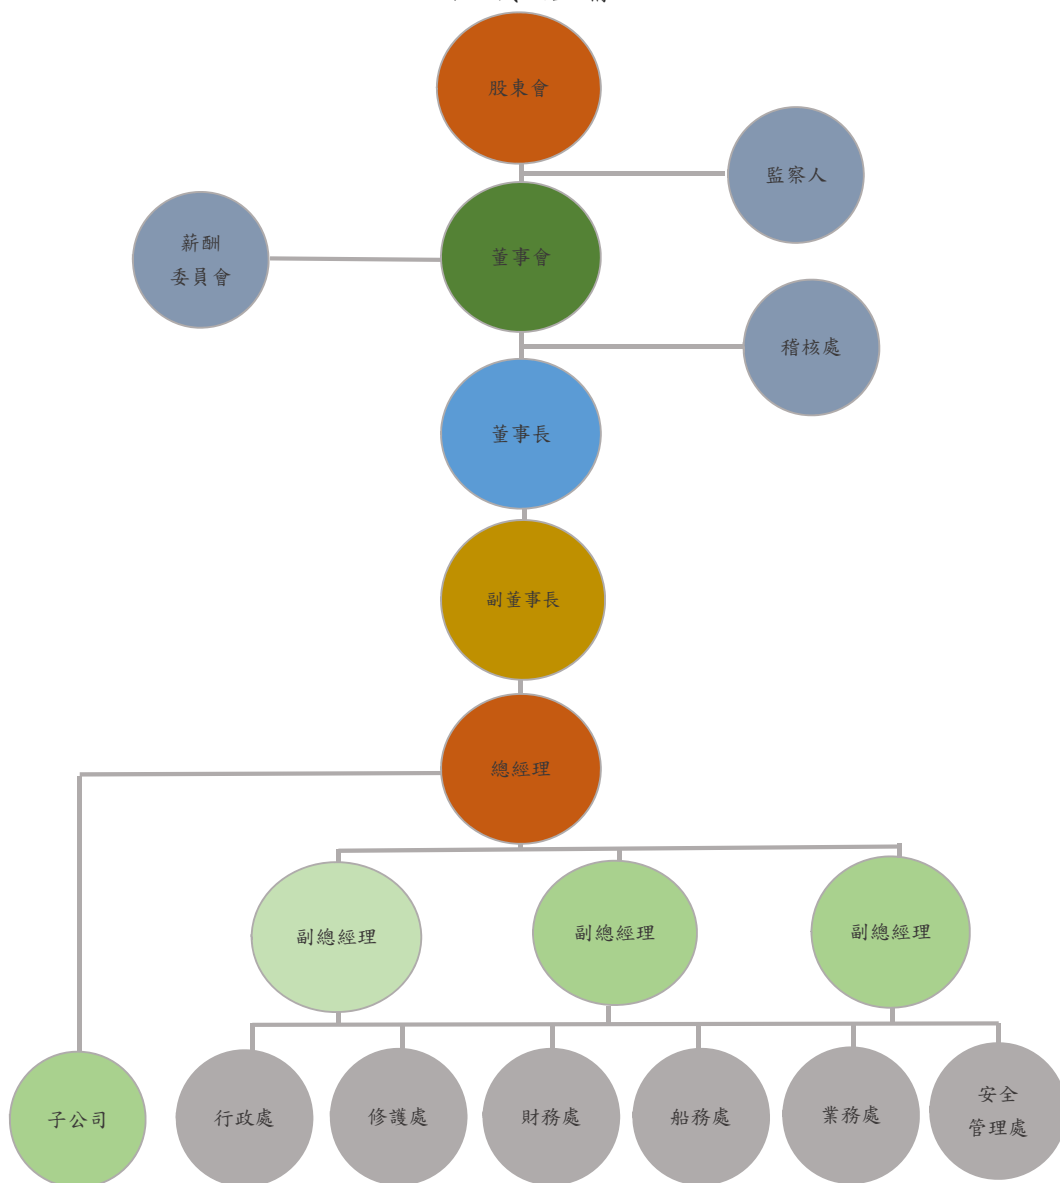 股東會
監察人
薪酬
委員會
董事會
稽核處
董事長
副董事長
總經理
副總經理
副總經理
副總經理
子公司
行政處
修護處
財務處
船務處
業務處
安全
管理處